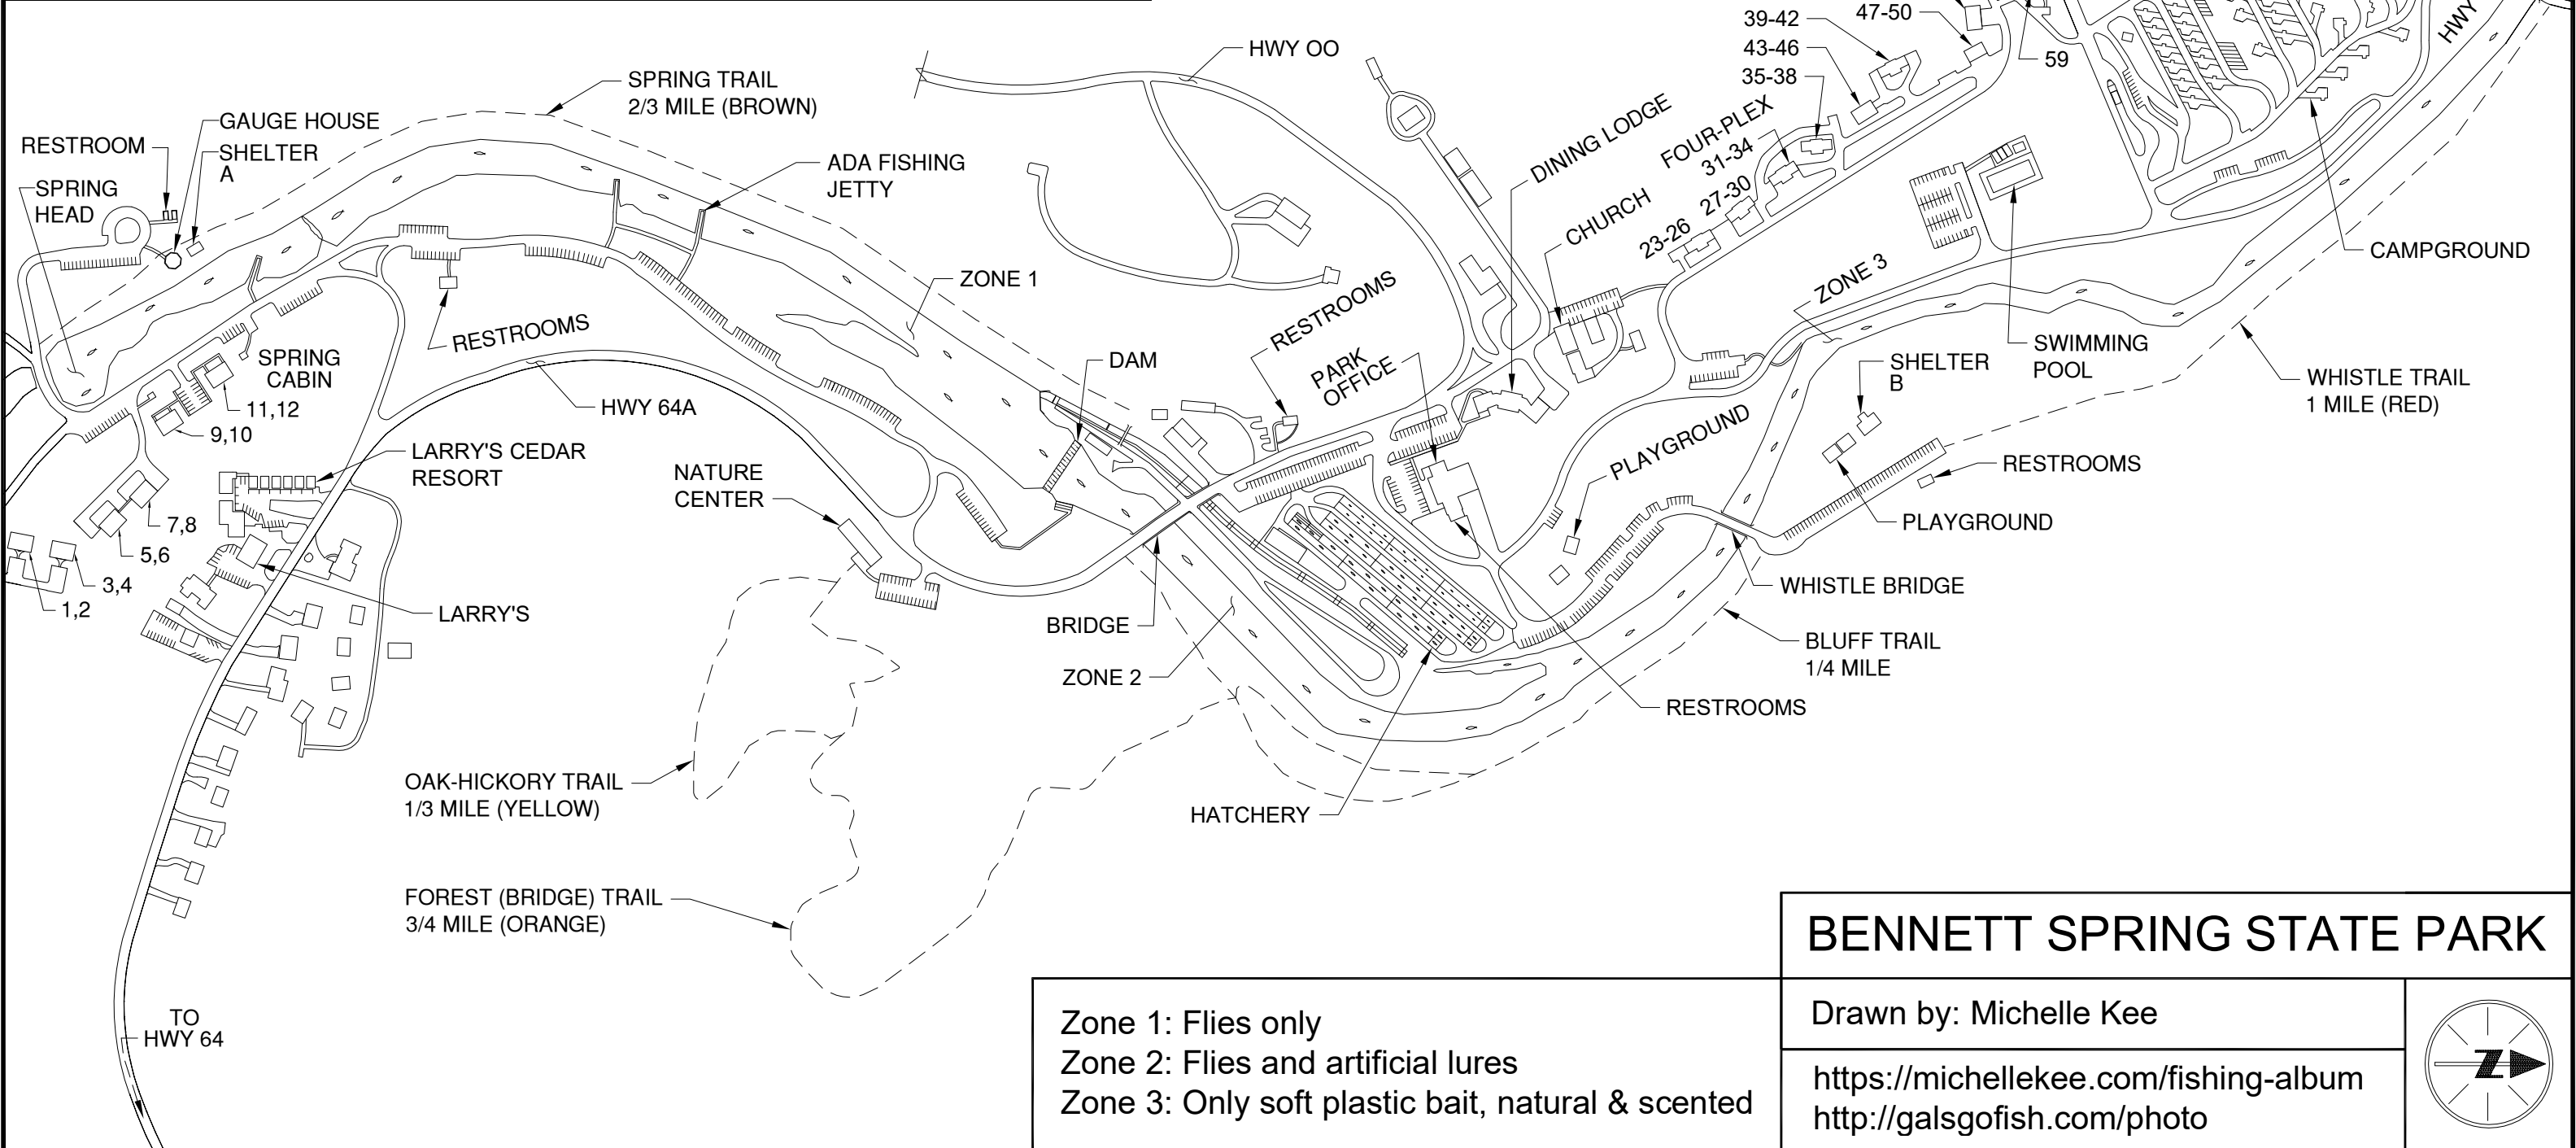 39-42
47-50
HWY
HWY OO
43-46
59
SPRING TRAIL
2/3 MILE (BROWN)
35-38
GAUGE HOUSE
RESTROOM
SHELTER
A
ADA FISHING
JETTY
DINING LODGE
FOUR-PLEX
31-34
SPRING
HEAD
CHURCH
27-30
23-26
CAMPGROUND
ZONE 1
ZONE 3
RESTROOMS
RESTROOMS
SPRING
CABIN
DAM
PARK
OFFICE
SWIMMING
POOL
SHELTER
B
WHISTLE TRAIL
1 MILE (RED)
11,12
HWY 64A
9,10
PLAYGROUND
LARRY'S CEDAR
RESORT
NATURE
CENTER
RESTROOMS
7,8
PLAYGROUND
5,6
3,4
1,2
WHISTLE BRIDGE
LARRY'S
BRIDGE
BLUFF TRAIL
1/4 MILE
ZONE 2
RESTROOMS
OAK-HICKORY TRAIL
1/3 MILE (YELLOW)
HATCHERY
FOREST (BRIDGE) TRAIL
3/4 MILE (ORANGE)
BENNETT SPRING STATE PARK
TO
HWY 64
Zone 1: Flies only
Zone 2: Flies and artificial lures
Zone 3: Only soft plastic bait, natural & scented
Drawn by: Michelle Kee
https://michellekee.com/fishing-album
http://galsgofish.com/photo
N